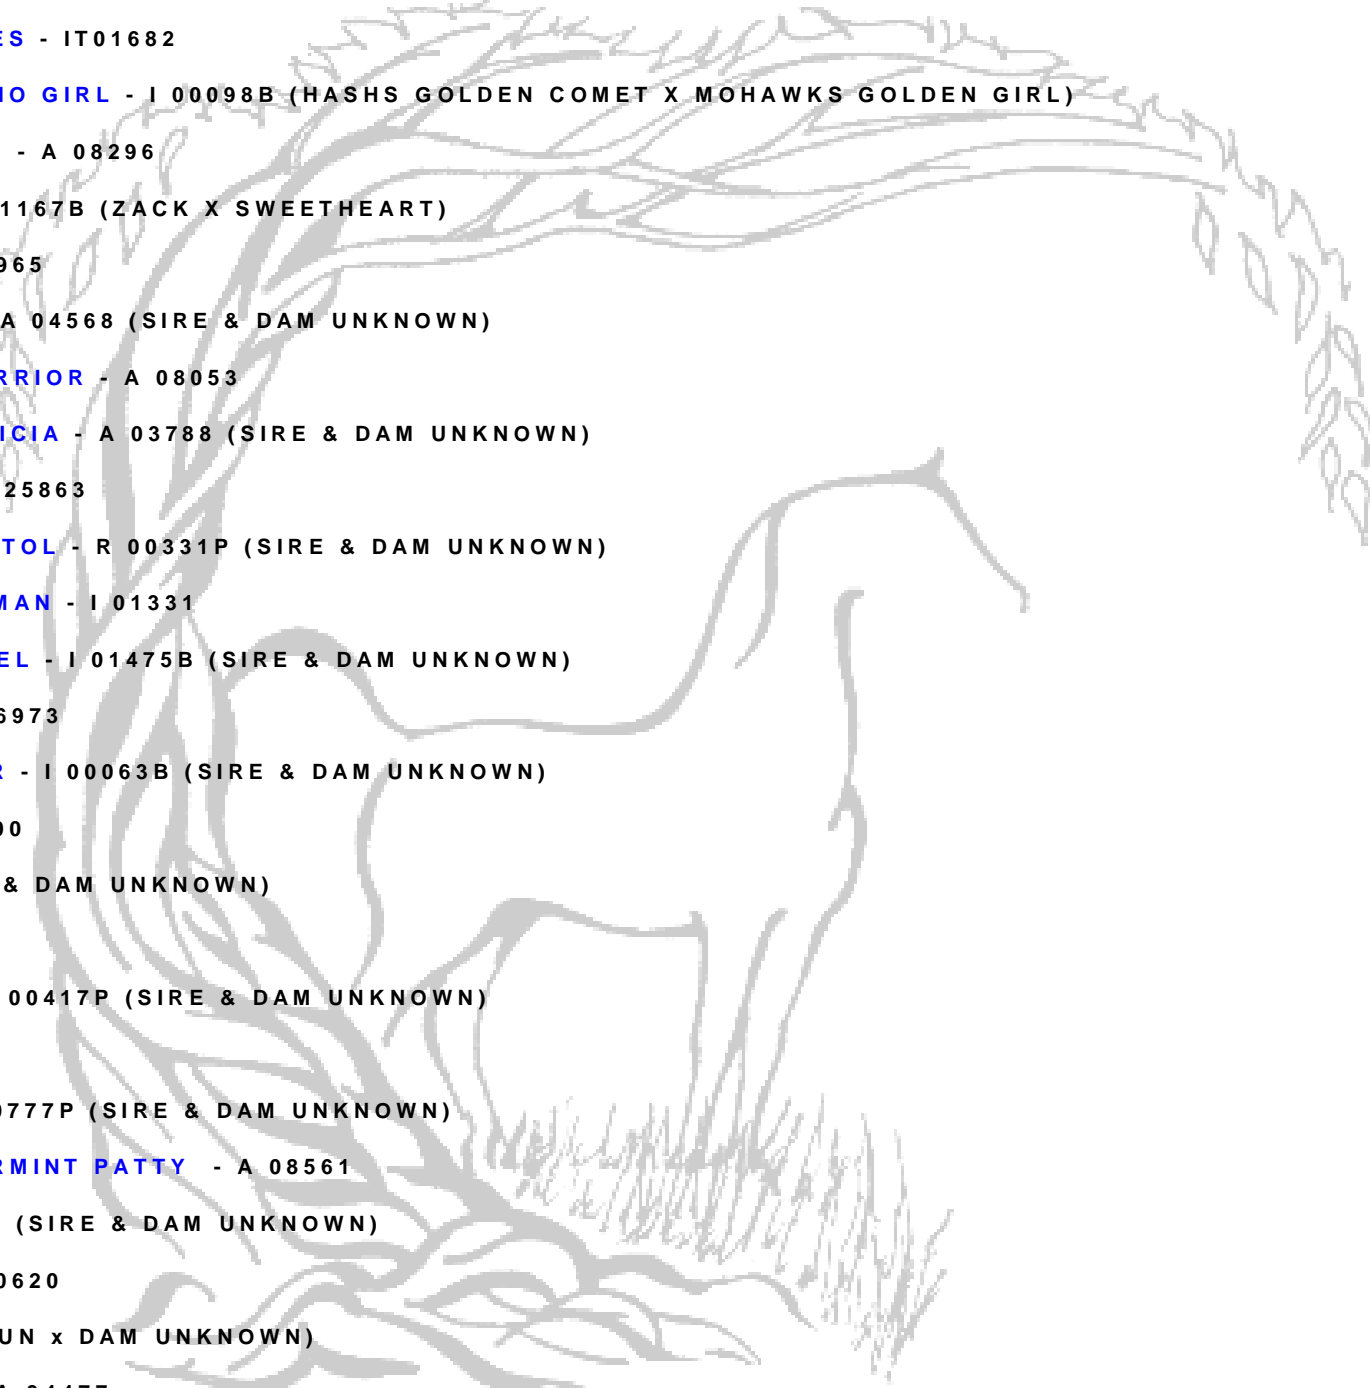 ES - IT01682
NO GIRL - I 00098B (HASHS GOLDEN COMET X MOHAWKS GOLDEN GIRL)
- A 08296
1167B (ZACK X SWEETHEART)
965
A 04568 (SIRE & DAM UNKNOWN)
RRIOR - A 08053
ICIA - A 03788 (SIRE & DAM UNKNOWN)
25863
TOL - R 00331P (SIRE & DAM UNKNOWN)
MAN - I 01331
EL - I 01475B (SIRE & DAM UNKNOWN)
6973
R - I 00063B (SIRE & DAM UNKNOWN)
00
& DAM UNKNOWN)
00417P (SIRE & DAM UNKNOWN)
0777P (SIRE & DAM UNKNOWN)
RMINT PATTY - A 08561
(SIRE & DAM UNKNOWN)
0620
UN x DAM UNKNOWN)